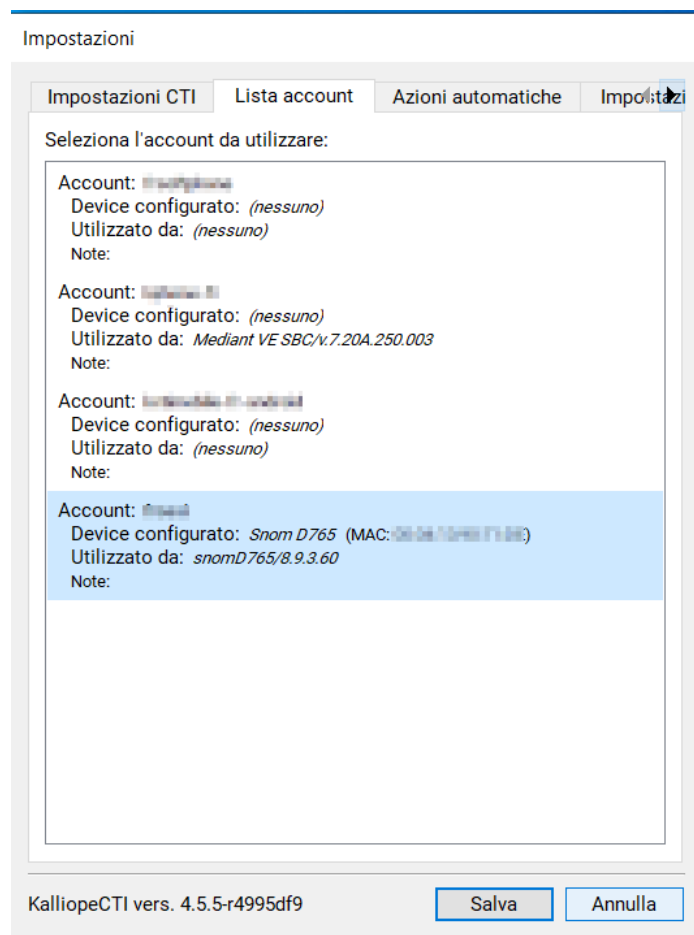 Impostazioni
Impostazioni CTI Lista account Azioni automatiche Impostazi
Seleziona l'account da utilizzare:
Account:
Device configurato: (nessuno)
Utilizzato da: (nessuno)
Note:
Account:
Device configurato: (nessuno)
Utilizzato da: Mediant VE SBC/v.7.20A.250.003
Note:
Account:
Device configurato: (nessuno)
Utilizzato da: (nessuno)
Note:
Account:
Device configurato: Snom D765 (MAC: )
Utilizzato da: snomD765/8.9.3.60
Note:
KalliopeCTI vers. 4.5.5-r4995df9 Salva Annulla